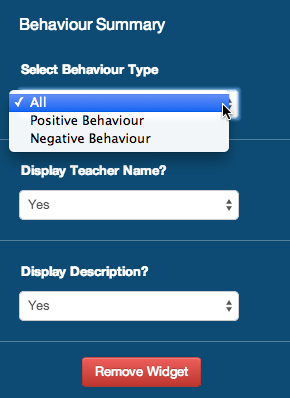 Behaviour Summary
Select Behaviour Type
✓ All
Positive Behaviour
Negative Behaviour
Display Teacher Name?
Yes
Display Description?
Yes
Remove Widget